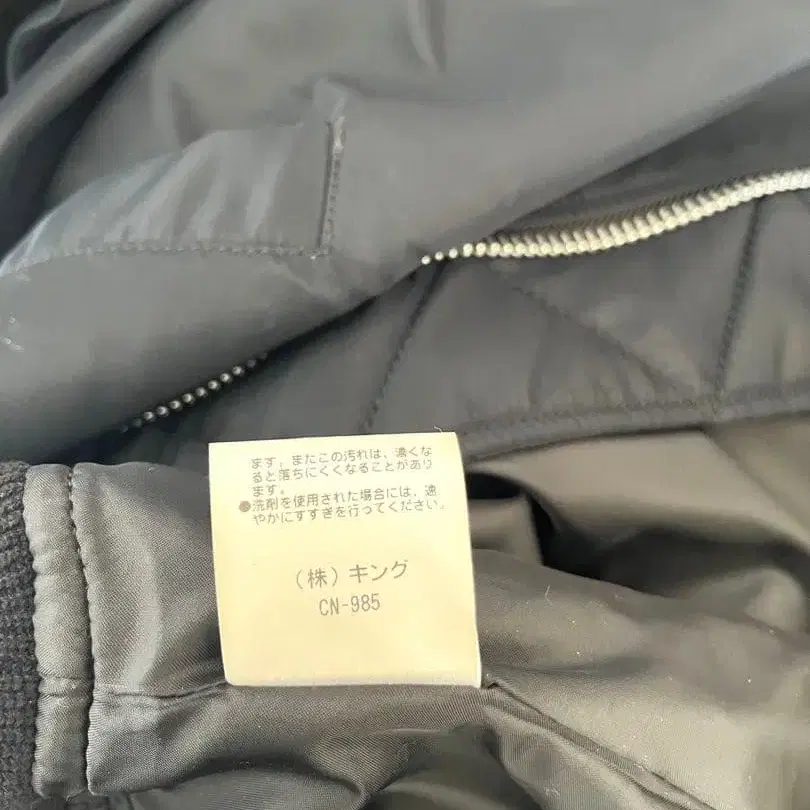 ます。またこの汚れは、濃くな
ると落ちにくくなることがあり
ます。
●洗剤を使用された場合には、速
やかにすすぎを行ってください。
(株)キング
CN-985